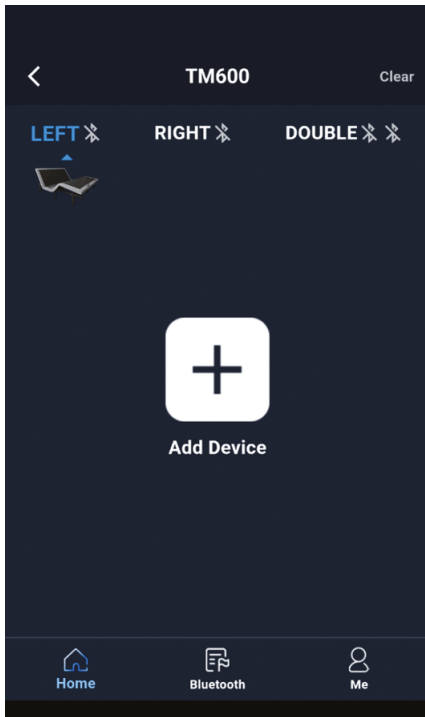 TM600
Clear
LEFT RIGHT DOUBLE
Add Device
Home Bluetooth Me